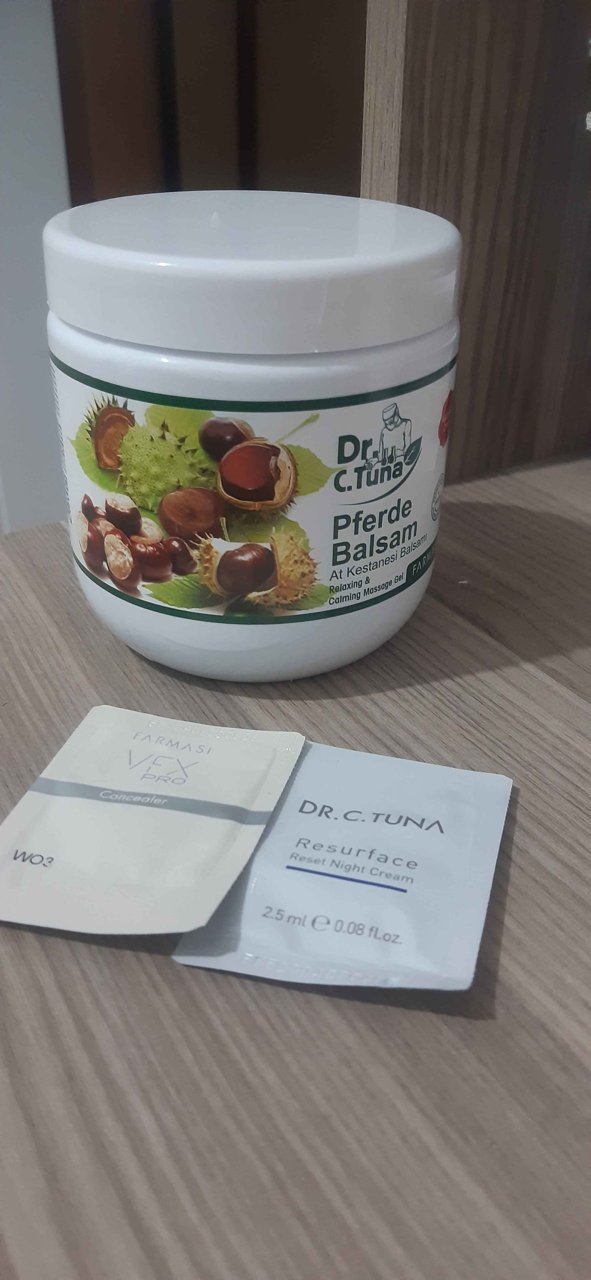 Dr.
C.Tuna
Pferde
Balsam
At Kestanesi Balsamı
Relaxing &
Calming Massage Gel
FARMASI
VFX
PRO
Concealer
W03
DR. C. TUNA
Resurface
Reset Night Cream
2.5 ml ℮ 0.08 fl.oz.